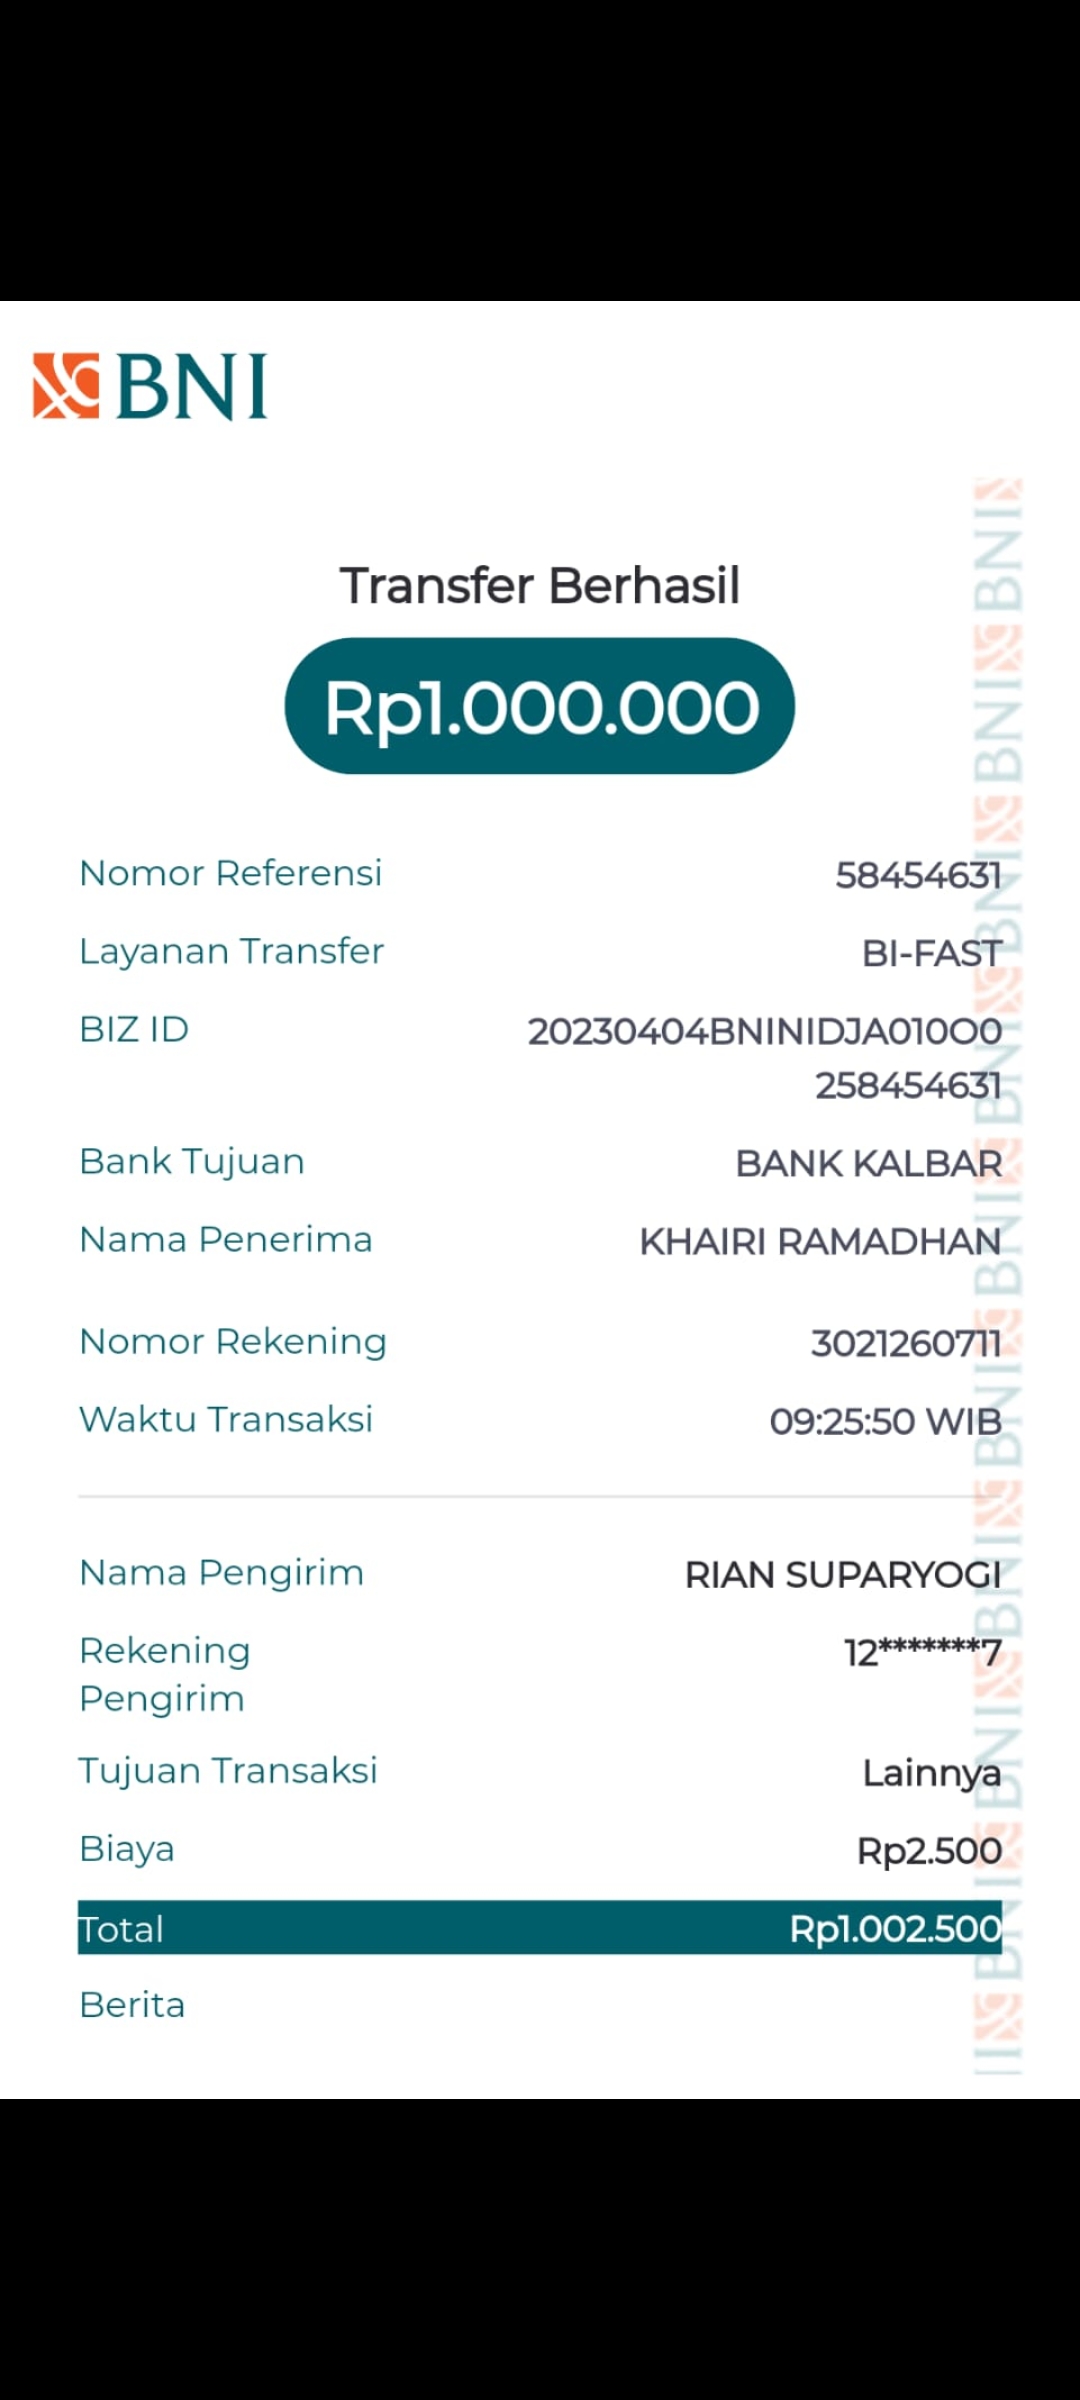 BNI
Transfer Berhasil
Rp1.000.000
Nomor Referensi 58454631
Layanan Transfer BI-FAST
BIZ ID 20230404BNINIDJA010O0
258454631
Bank Tujuan BANK KALBAR
Nama Penerima KHAIRI RAMADHAN
Nomor Rekening 3021260711
Waktu Transaksi 09:25:50 WIB
Nama Pengirim RIAN SUPARYOGI
Rekening 12*******7
Pengirim
Tujuan Transaksi Lainnya
Biaya Rp2.500
Total Rp1.002.500
Berita
BNI BNI BNI BNI BNI BNI BNI BNI BNI